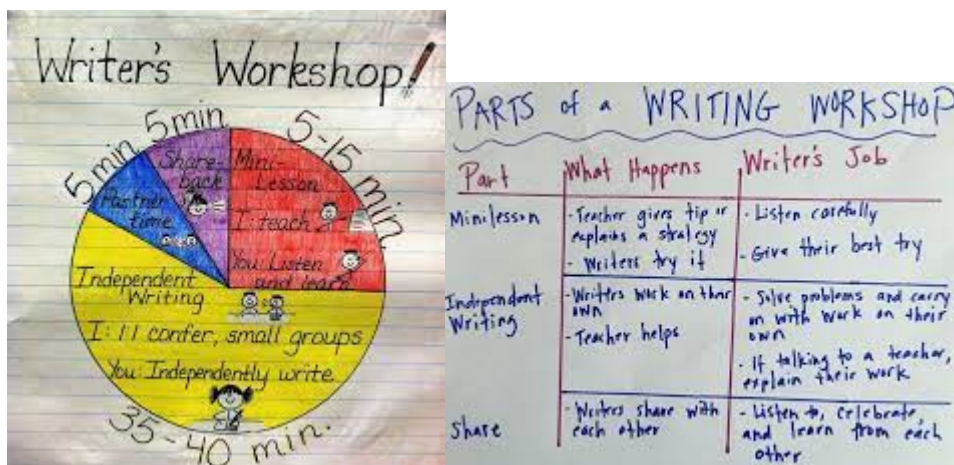 Writer's Workshop!
5 min
5 min
5-15 min
35-40 min.
Share-
back
Mini-
Lesson
I: teach
You: Listen
and learn
Partner
time
Independent
Writing
I: 1:1 confer, small groups
You: Independently write
PARTS of a WRITING WORKSHOP
Part
What Happens
Writer's Job
Minilesson
- Teacher gives tip or
explains a strategy
- Writers try it
- Listen carefully
- Give their best try
Independent
Writing
- Writers work on their
own
- Teacher helps
- Solve problems and carry
on with work on their
own
- If talking to a teacher,
explain their work
Share
- Writers share with
each other
- Listen to, celebrate,
and learn from each
other